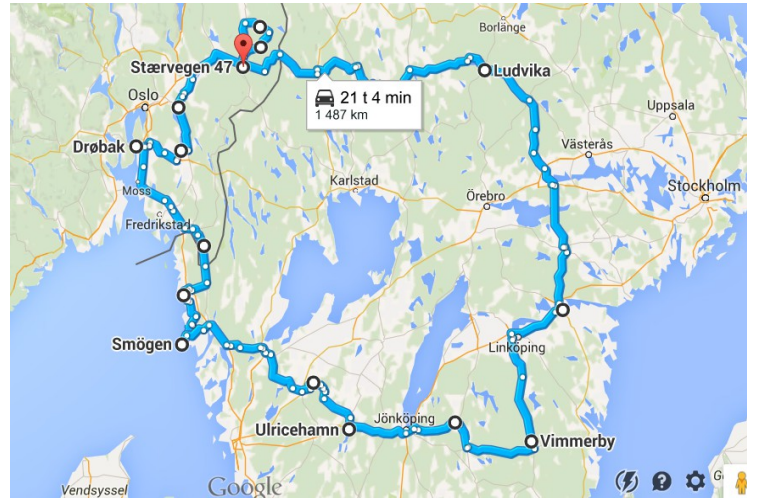 Borlänge
Stærvegen 47
Ludvika
21 t 4 min
1 487 km
Oslo
Uppsala
Drøbak
Västerås
Moss
Karlstad
Stockholm
Örebro
Fredrikstad
Smögen
Linköping
Jönköping
Ulricehamn
Vimmerby
Vendsyssel
Google
?
G